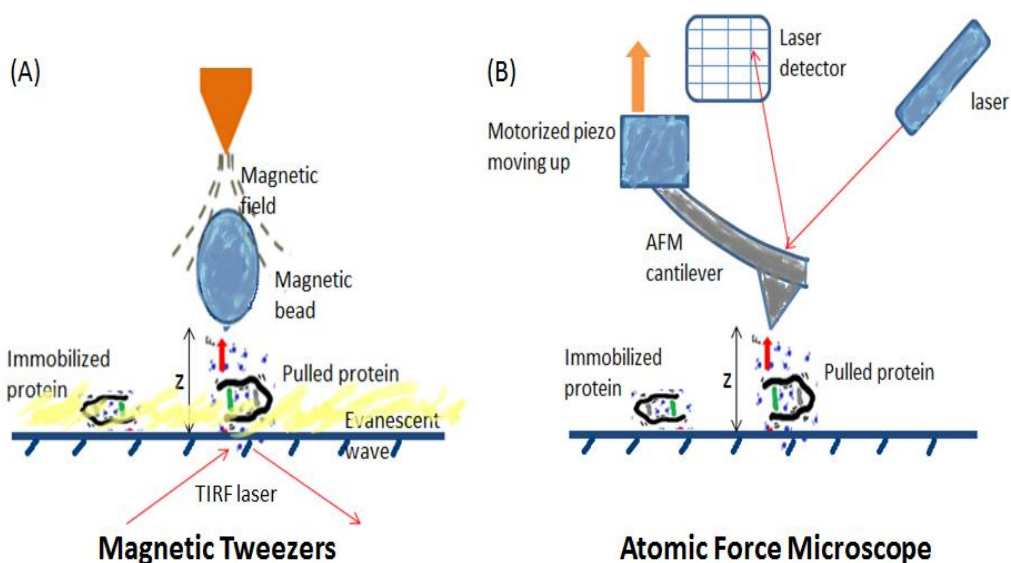 (A)
Magnetic
field
Magnetic
bead
Immobilized
protein
Z
Pulled protein
Evanescent
wave
TIRF laser
Magnetic Tweezers
(B)
Laser
detector
laser
Motorized piezo
moving up
AFM
cantilever
Immobilized
protein
Z
Pulled protein
Atomic Force Microscope